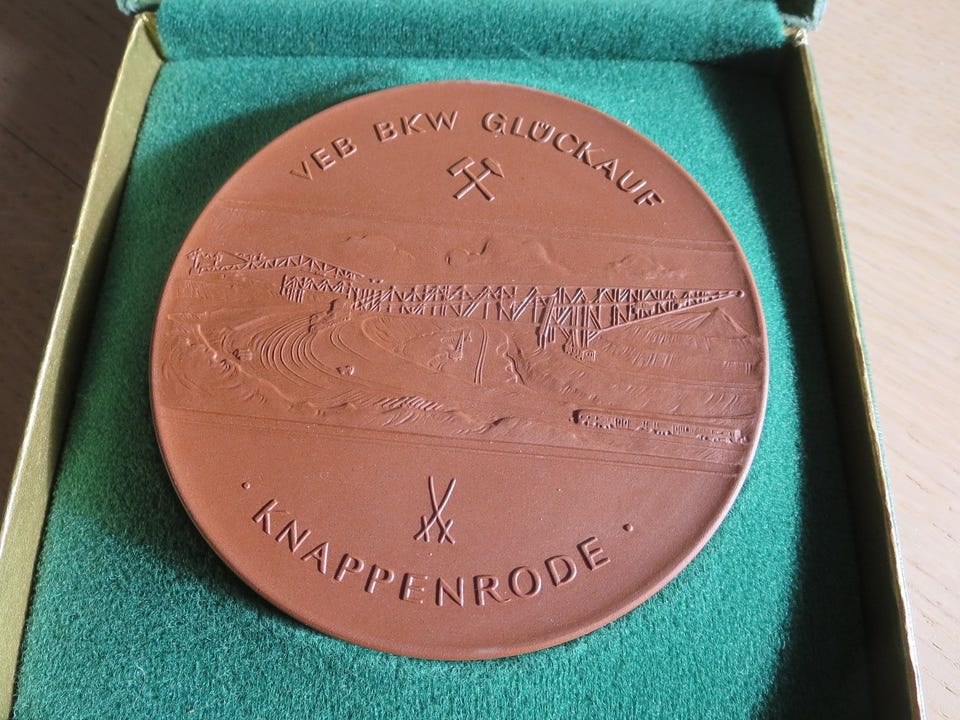 VEB BKW GLÜCKAUF
· KNAPPENRODE ·